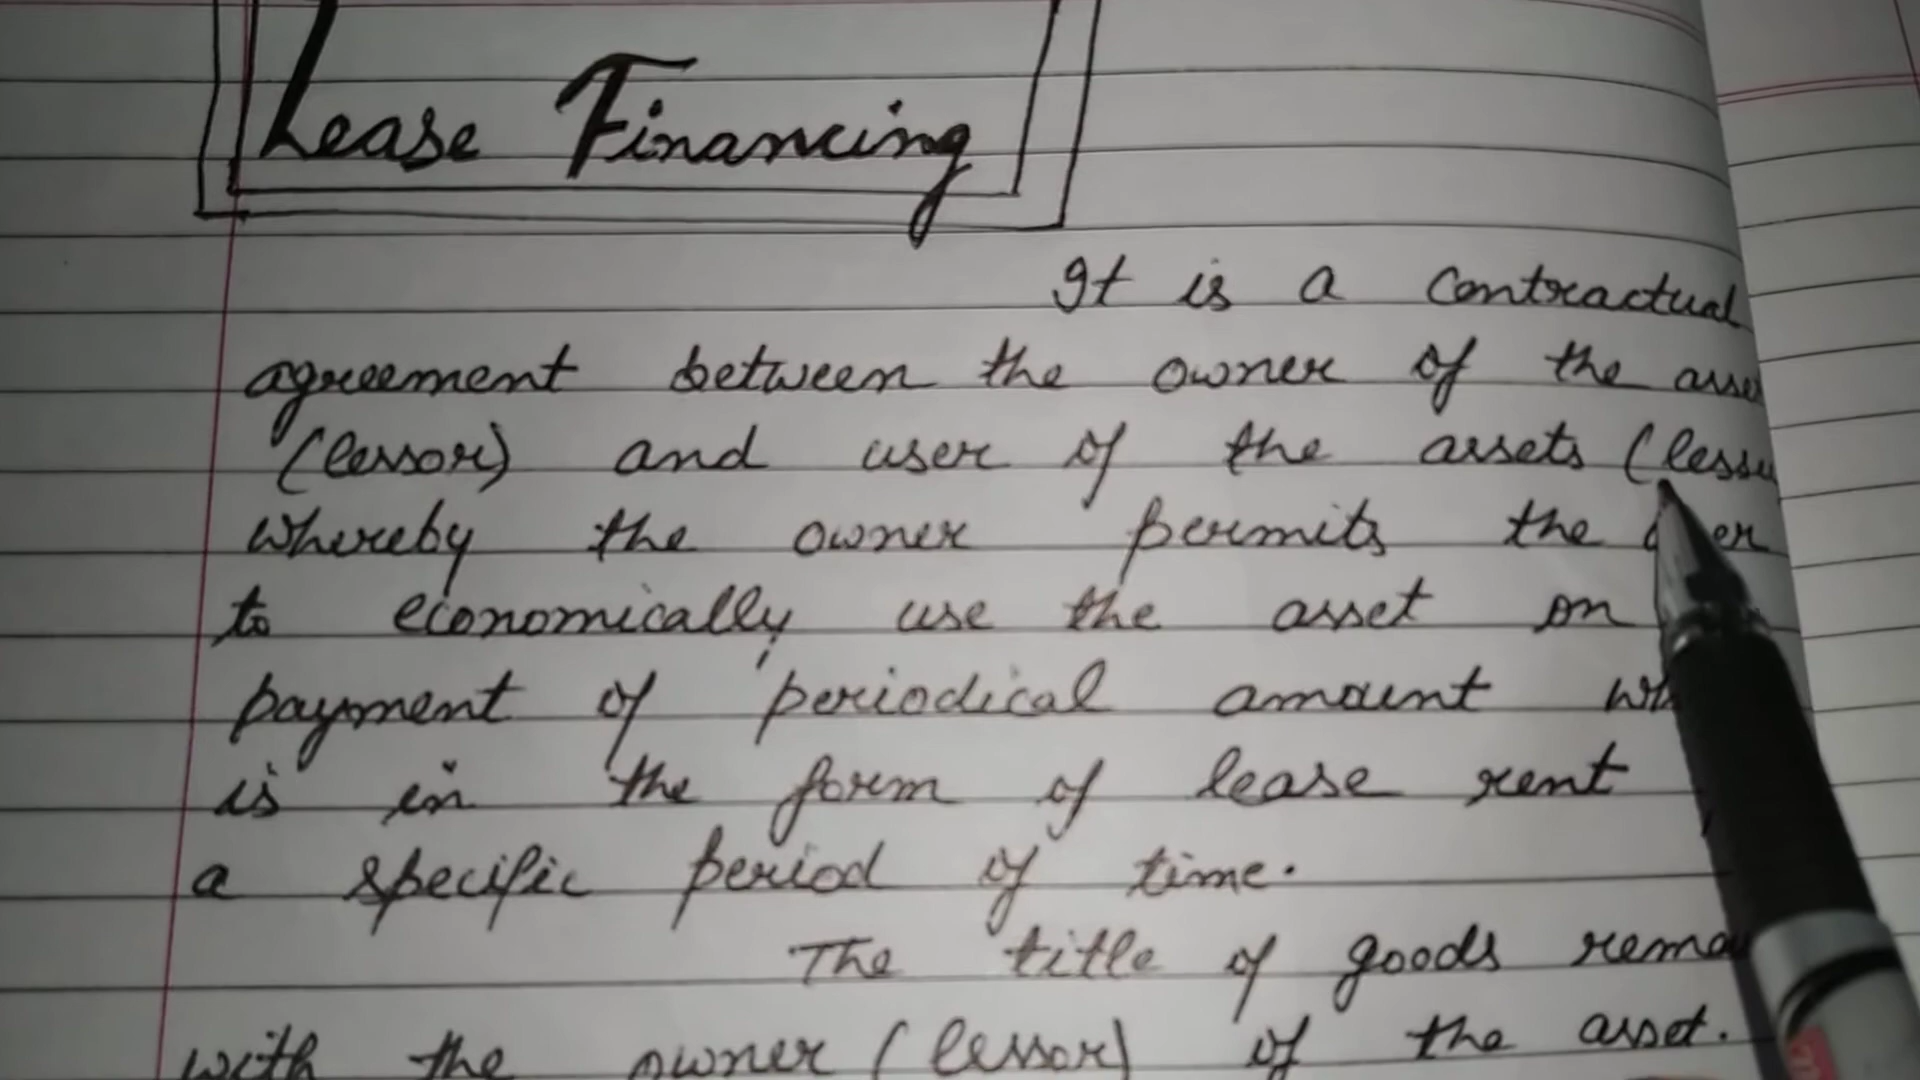 Lease Financing
It is a contractual
agreement between the owner of the
(lessor) and user of the assets
whereby the owner permits the
to economically use the asset on
payment of periodical amount
is in the form of lease rent
a specific period of time.
The title of goods
with the owner (lessor) of the asset.